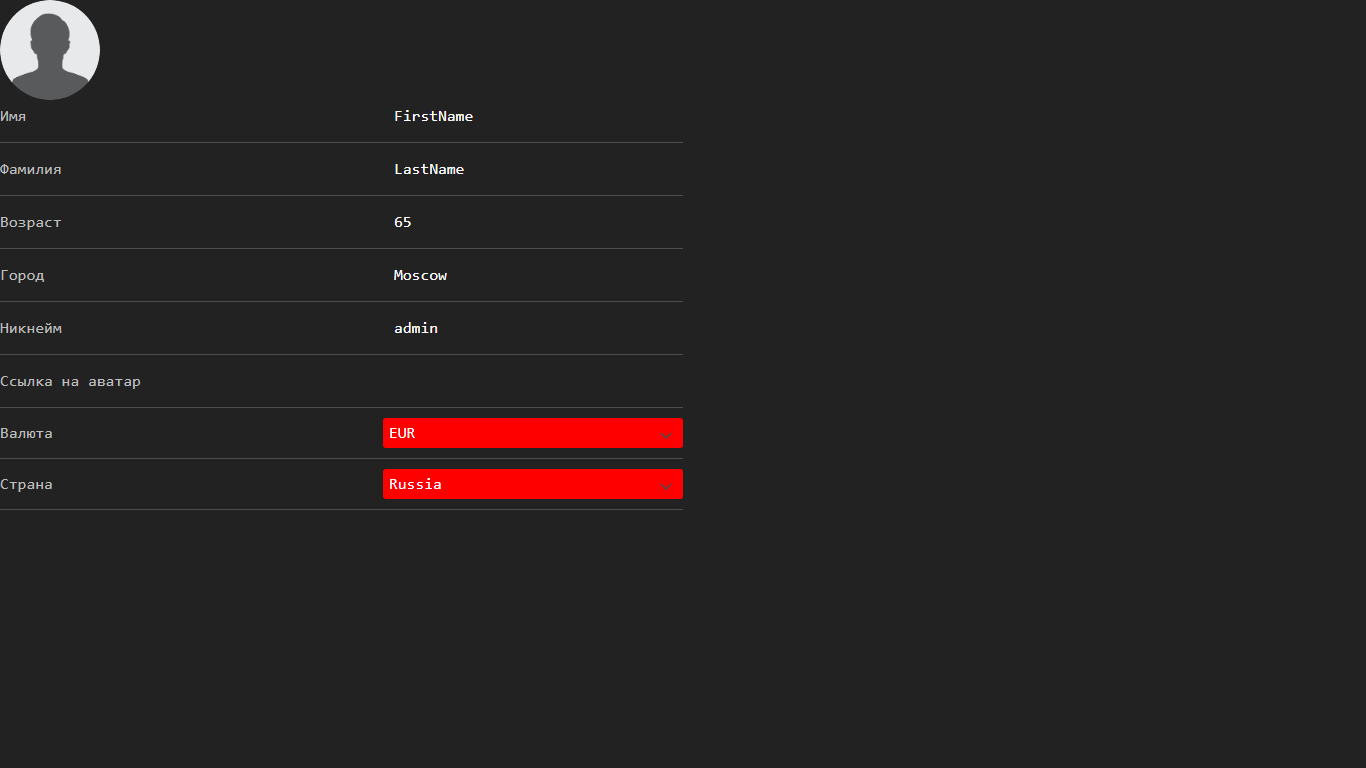 Имя FirstName
Фамилия LastName
Возраст 65
Город Moscow
Никнейм admin
Ссылка на аватар
Валюта EUR
Страна Russia